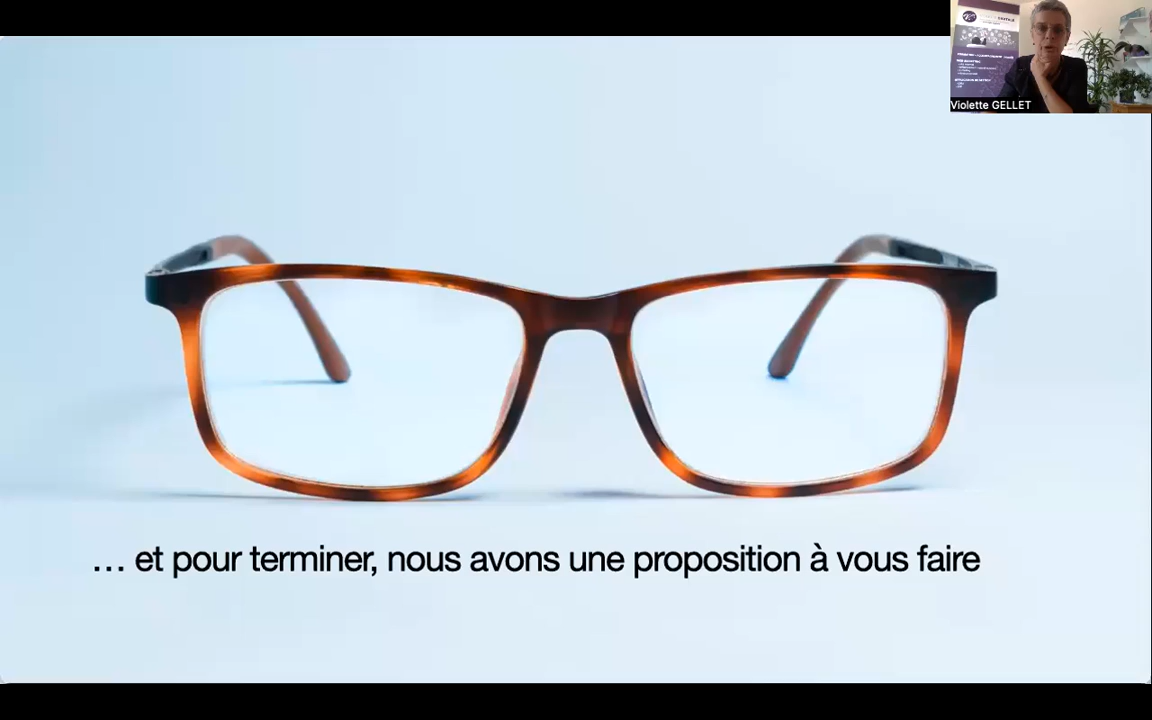 Violette GELLET
... et pour terminer, nous avons une proposition à vous faire